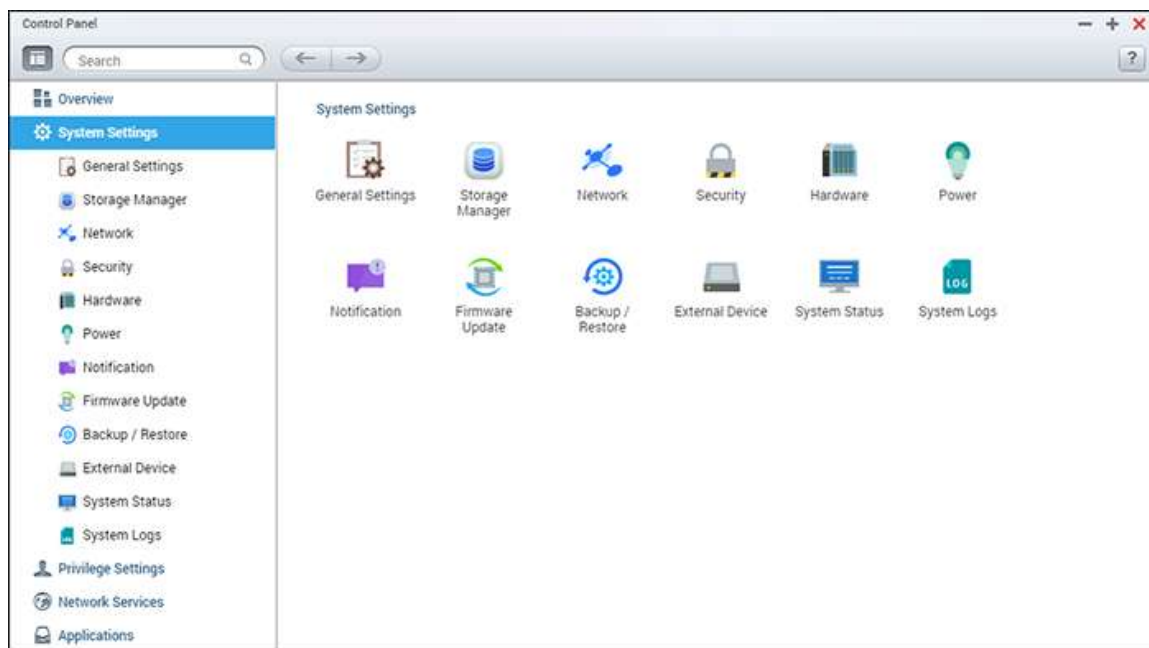 Control Panel
Search
?
Overview
System Settings
General Settings
Storage Manager
Network
Security
Hardware
Power
Notification
Firmware Update
Backup / Restore
External Device
System Status
System Logs
Privilege Settings
Network Services
Applications
System Settings
General Settings
Storage
Manager
Network
Security
Hardware
Power
Notification
Firmware
Update
Backup /
Restore
External Device
System Status
LOG
System Logs